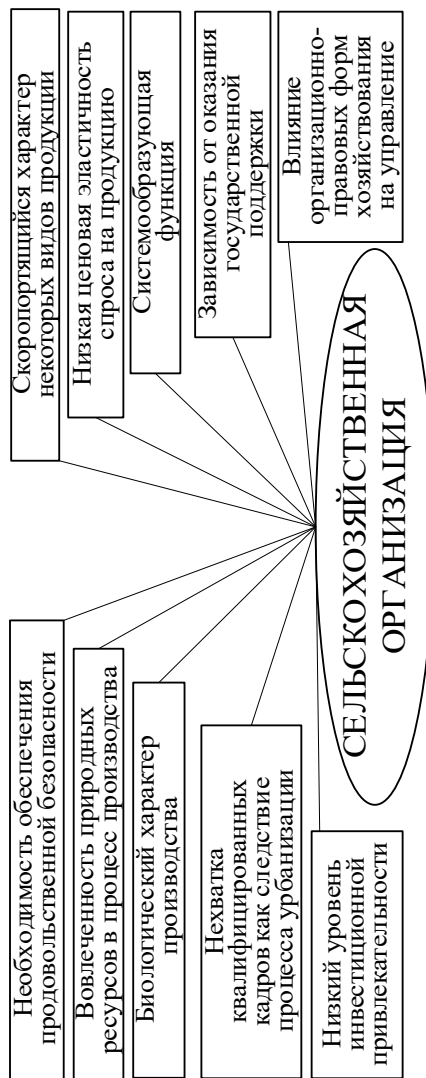 Необходимость обеспечения
продовольственной безопасности
Вовлеченность природных
ресурсов в процесс производства
Биологический характер
производства
Нехватка
квалифицированных
кадров как следствие
процесса урбанизации
Низкий уровень
инвестиционной
привлекательности
Скоропортящийся характер
некоторых видов продукции
Низкая ценовая эластичность
спроса на продукцию
Системообразующая
функция
Зависимость от оказания
государственной
поддержки
Влияние
организационно-
правовых форм
хозяйствования
на управление
СЕЛЬСКОХОЗЯЙСТВЕННАЯ
ОРГАНИЗАЦИЯ